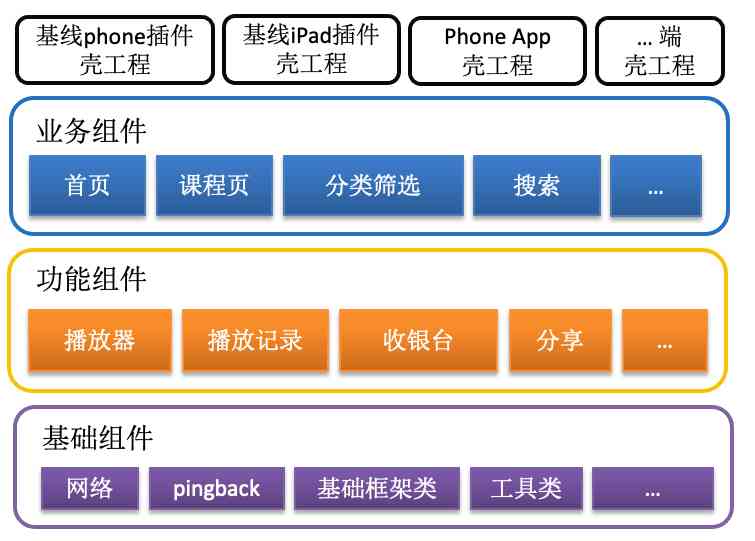 基线phone插件
壳工程
基线iPad插件
壳工程
Phone App
壳工程
... 端
壳工程
业务组件
首页
课程页
分类筛选
搜索
...
功能组件
播放器
播放记录
收银台
分享
...
基础组件
网络
pingback
基础框架类
工具类
...